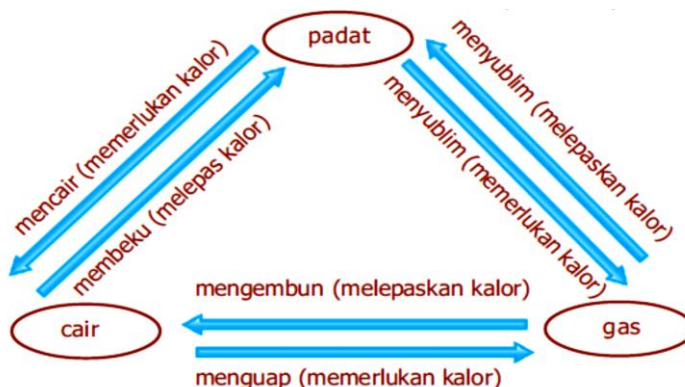 padat
mencair (memerlukan kalor)
membeku (melepas kalor)
menyublim (melepaskan kalor)
menyublim (memerlukan kalor)
mengembun (melepaskan kalor)
cair
gas
menguap (memerlukan kalor)